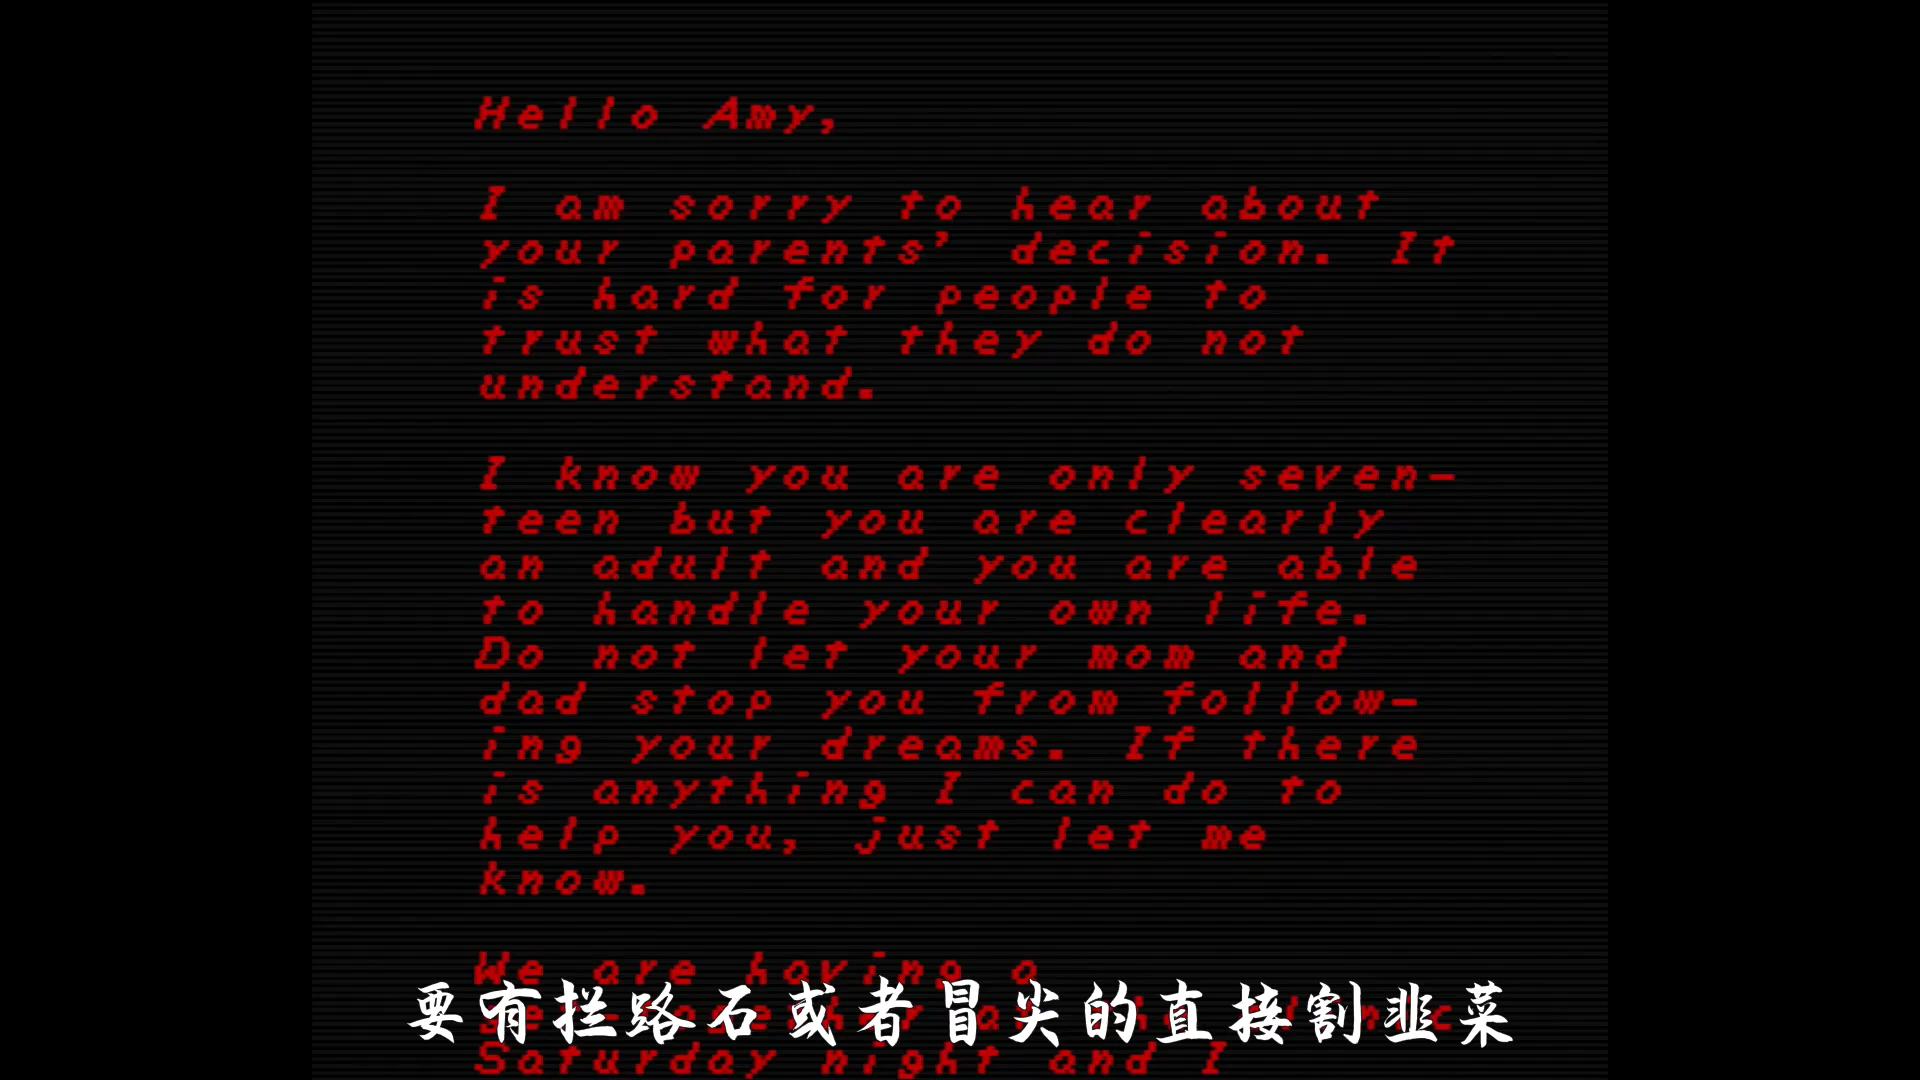 Hello Amy,
I am sorry to hear about
your parents' decision. It
is hard for people to
trust what they do not
understand.
I know you are only seven-
teen but you are clearly
an adult and you are able
to handle your own life.
Do not let your mom and
dad stop you from follow-
ing your dreams. If there
is anything I can do to
help you, just let me
know.
We are having a
要有拦路石或者冒尖的直接割韭菜
Saturday night and I